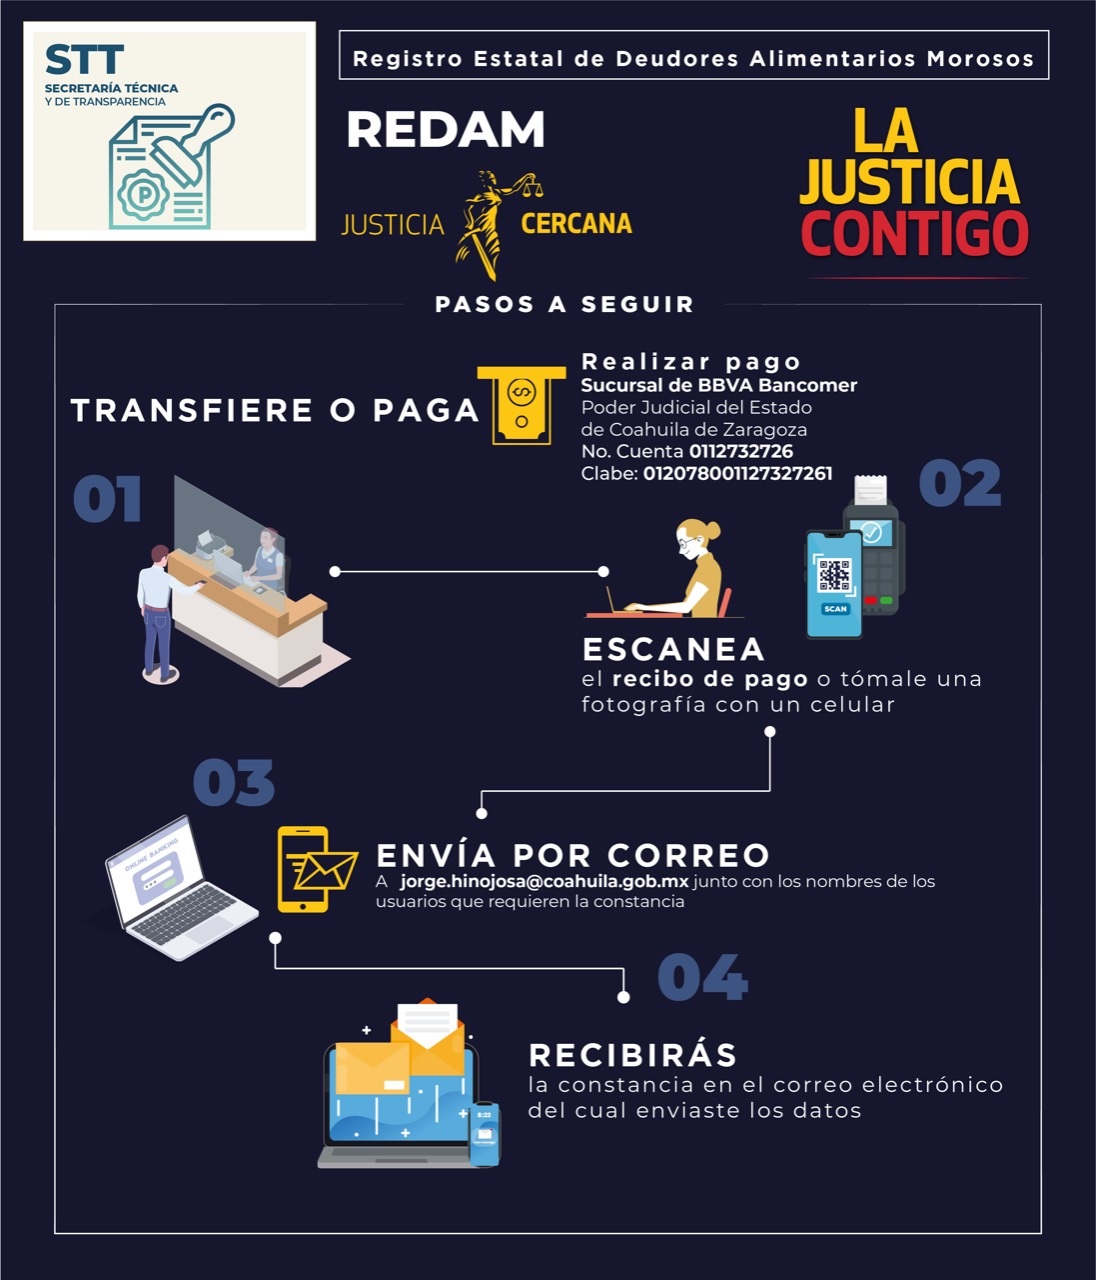 STT
SECRETARÍA TÉCNICA
Y DE TRANSPARENCIA
P
Registro Estatal de Deudores Alimentarios Morosos
REDAM
JUSTICIA CERCANA
LA
JUSTICIA
CONTIGO
PASOS A SEGUIR
TRANSFIERE O PAGA
$
Realizar pago
Sucursal de BBVA Bancomer
Poder Judicial del Estado
de Coahuila de Zaragoza
No. Cuenta 0112732726
Clabe: 012078001127327261
01
02
SCAN
ESCANEA
el recibo de pago o tómale una
fotografía con un celular
03
ONLINE BANKING
ENVÍA POR CORREO
A jorge.hinojosa@coahuila.gob.mx junto con los nombres de los
usuarios que requieren la constancia
04
RECIBIRÁS
la constancia en el correo electrónico
del cual enviaste los datos